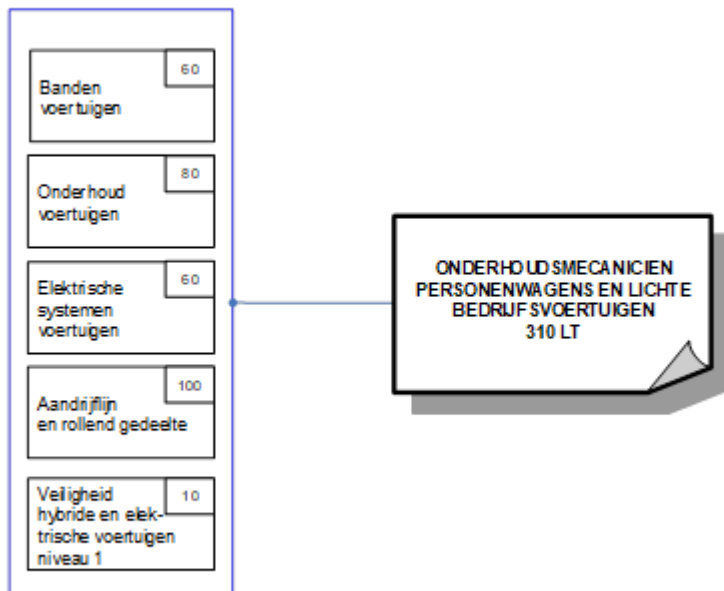 60
Banden
voertuigen
80
Onderhoud
voertuigen
60
Elektrische
systemen
voertuigen
100
Aandrijflijn
en rollend gedeelte
10
Veiligheid
hybride en elek-
trische voertuigen
niveau 1
ONDERHOUDSMECANICIEN
PERSONENWAGENS EN LICHTE
BEDRIJFSVOERTUIGEN
310 LT